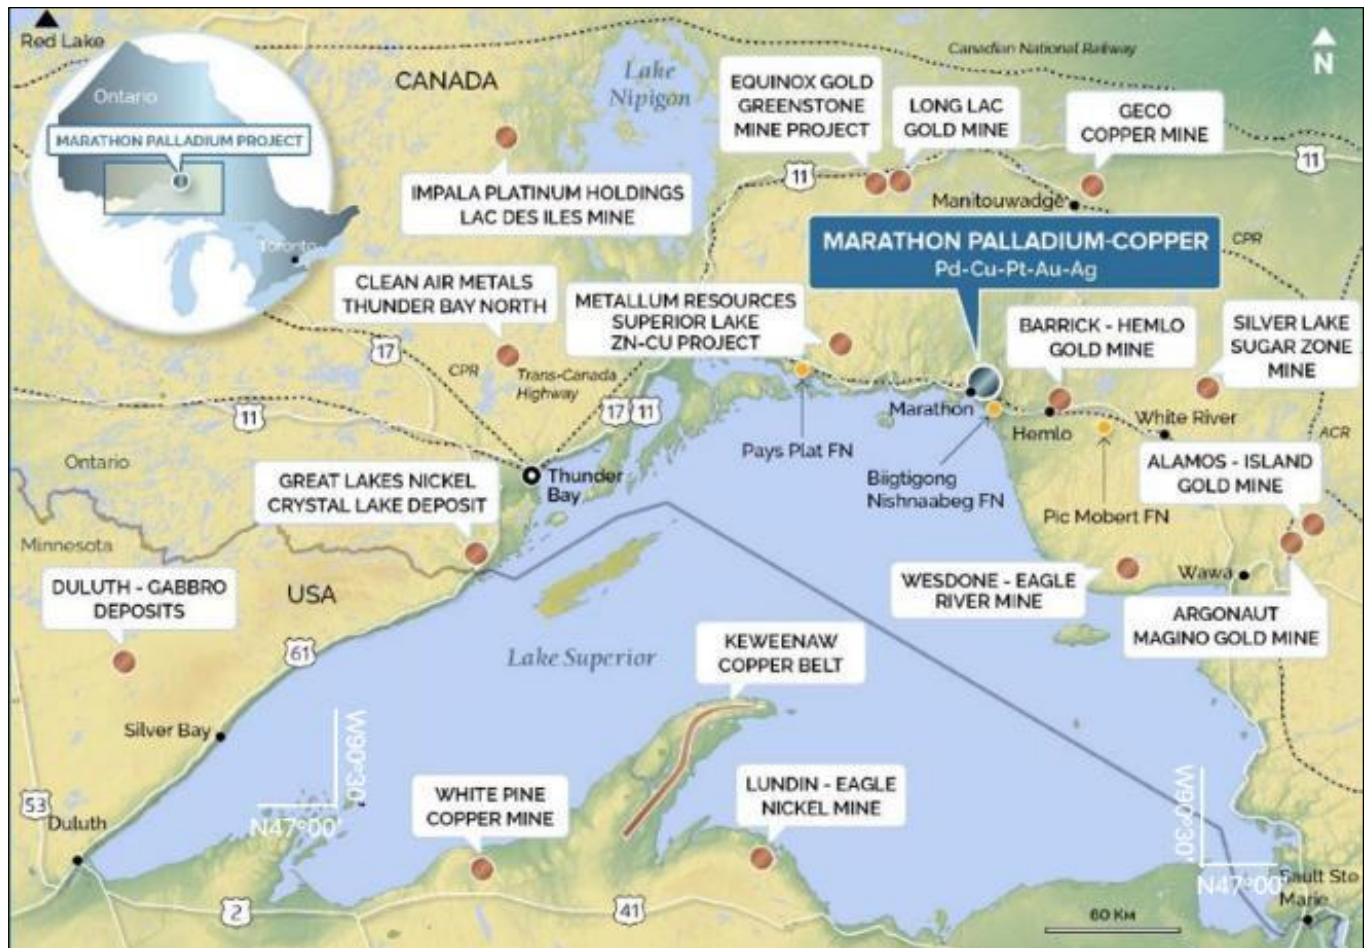 Red Lake
Ontario
MARATHON PALLADIUM PROJECT
Toronto
CANADA
Lake
Nipigon
Canadian National Railway
N
EQUINOX GOLD
GREENSTONE
MINE PROJECT
LONG LAC
GOLD MINE
GECO
COPPER MINE
11
11
IMPALA PLATINUM HOLDINGS
LAC DES ILES MINE
Manitouwadge
MARATHON PALLADIUM-COPPER
Pd-Cu-Pt-Au-Ag
CPR
CLEAN AIR METALS
THUNDER BAY NORTH
METALLUM RESOURCES
SUPERIOR LAKE
ZN-CU PROJECT
BARRICK - HEMLO
GOLD MINE
SILVER LAKE
SUGAR ZONE
MINE
17
CPR
Trans-Canada
Highway
17
11
11
Marathon
Hemlo
White River
ACR
Pays Plat FN
Biigtigong
Nishnaabeg FN
Pic Mobert FN
Ontario
Minnesota
GREAT LAKES NICKEL
CRYSTAL LAKE DEPOSIT
Thunder
Bay
ALAMOS - ISLAND
GOLD MINE
DULUTH - GABBRO
DEPOSITS
USA
WESDONE - EAGLE
RIVER MINE
Wawa
ARGONAUT
MAGINO GOLD MINE
61
Lake Superior
KEWEENAW
COPPER BELT
Silver Bay
W90°30'
N47°00'
53
Duluth
WHITE PINE
COPPER MINE
LUNDIN - EAGLE
NICKEL MINE
W90°30'
N47°00'
Sault Ste
Marie
2
41
60 KM